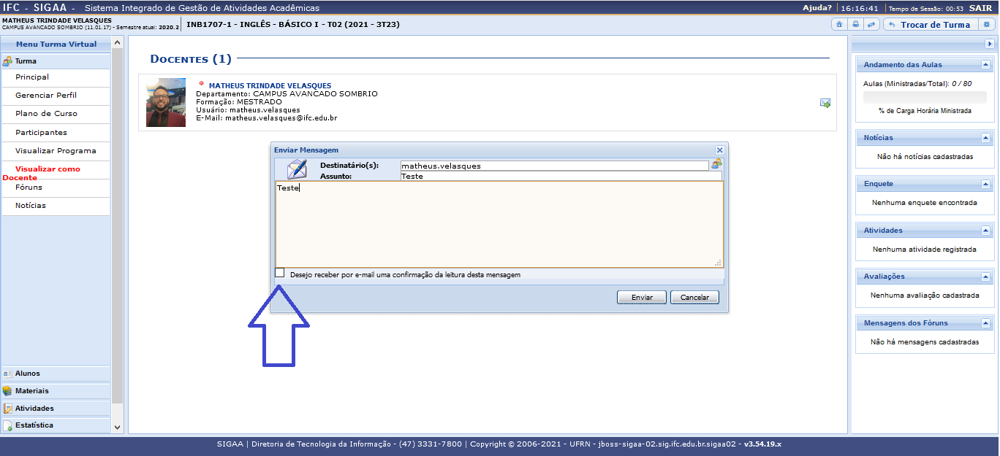 IFC - SIGAA - Sistema Integrado de Gestão de Atividades Acadêmicas
Ajuda? 16:16:41 Tempo de Sessão: 00:53 SAIR
MATHEUS TRINDADE VELASQUES
CAMPUS AVANCADO SOMBRIO (11.01.17) - Semestre atual: 2020.2
INB1707-1 - INGLÊS - BÁSICO I - T02 (2021 - 3T23)
Trocar de Turma
Menu Turma Virtual
Turma
Principal
Gerenciar Perfil
Plano de Curso
Participantes
Visualizar Programa
Visualizar como
Docente
Fóruns
Notícias
Alunos
Materiais
Atividades
Estatística
DOCENTES (1)
MATHEUS TRINDADE VELASQUES
Departamento: CAMPUS AVANCADO SOMBRIO
Formação: MESTRADO
Usuário: matheus.velasques
E-Mail: matheus.velasques@ifc.edu.br
Enviar Mensagem
Destinatário(s): matheus.velasques
Assunto: Teste
Teste
Desejo receber por e-mail uma confirmação da leitura desta mensagem
Enviar Cancelar
Andamento das Aulas
Aulas (Ministradas/Total): 0 / 80
% de Carga Horária Ministrada
Notícias
Não há notícias cadastradas
Enquete
Nenhuma enquete encontrada
Atividades
Nenhuma atividade registrada
Avaliações
Nenhuma avaliação cadastrada
Mensagens dos Fóruns
Não há mensagens cadastradas
SIGAA | Diretoria de Tecnologia da Informação - (47) 3331-7800 | Copyright © 2006-2021 - UFRN - jboss-sigaa-02.sig.ifc.edu.br.sigaa02 - v3.54.19.x